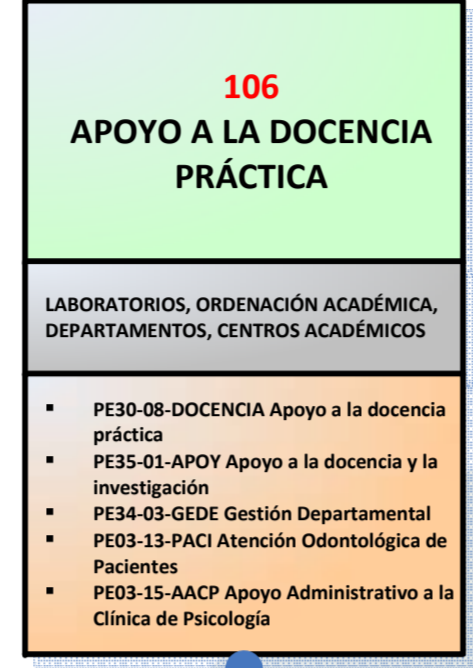 106
APOYO A LA DOCENCIA
PRÁCTICA
LABORATORIOS, ORDENACIÓN ACADÉMICA,
DEPARTAMENTOS, CENTROS ACADÉMICOS
▪ PE30-08-DOCENCIA Apoyo a la docencia
práctica
▪ PE35-01-APOY Apoyo a la docencia y la
investigación
▪ PE34-03-GEDE Gestión Departamental
▪ PE03-13-PACI Atención Odontológica de
Pacientes
▪ PE03-15-AACP Apoyo Administrativo a la
Clínica de Psicología